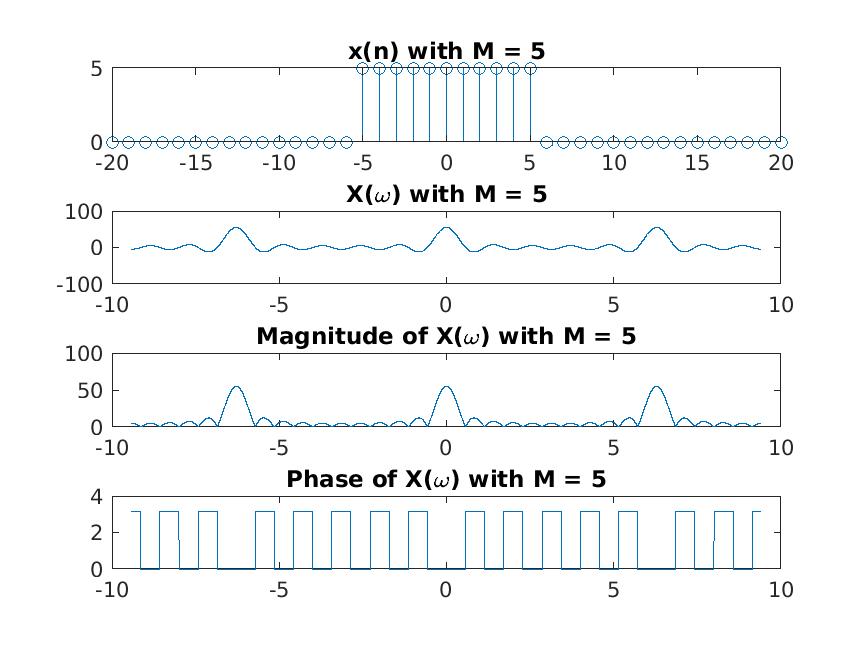 x(n) with M = 5
5
0
-20 -15 -10 -5 0 5 10 15 20
X(ω) with M = 5
100
0
-100
-10 -5 0 5 10
Magnitude of X(ω) with M = 5
100
50
0
-10 -5 0 5 10
Phase of X(ω) with M = 5
4
2
0
-10 -5 0 5 10